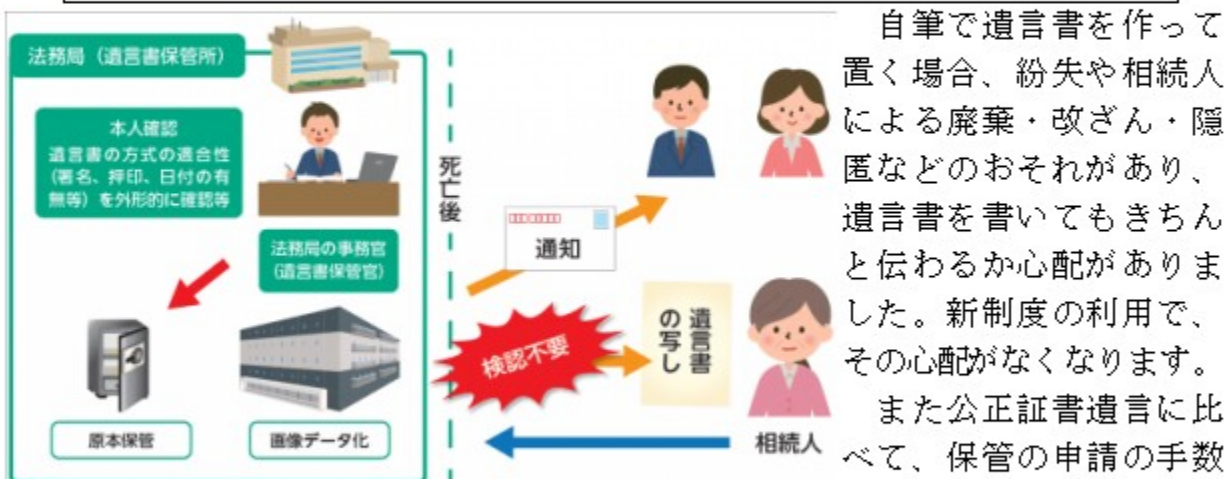 法務局（遺言書保管所）
本人確認
遺言書の方式の適合性
（署名、押印、日付の有
無等）を外形的に確認等
法務局の事務官
（遺言書保管官）
原本保管
画像データ化
死亡後
通知
検認不要
遺言書
の写し
相続人
自筆で遺言書を作って
置く場合、紛失や相続人
による廃棄・改ざん・隠
匿などのおそれがあり、
遺言書を書いてもきちん
と伝わるか心配がありま
した。新制度の利用で、
その心配がなくなります。
また公正証書遺言に比
べて、保管の申請の手数